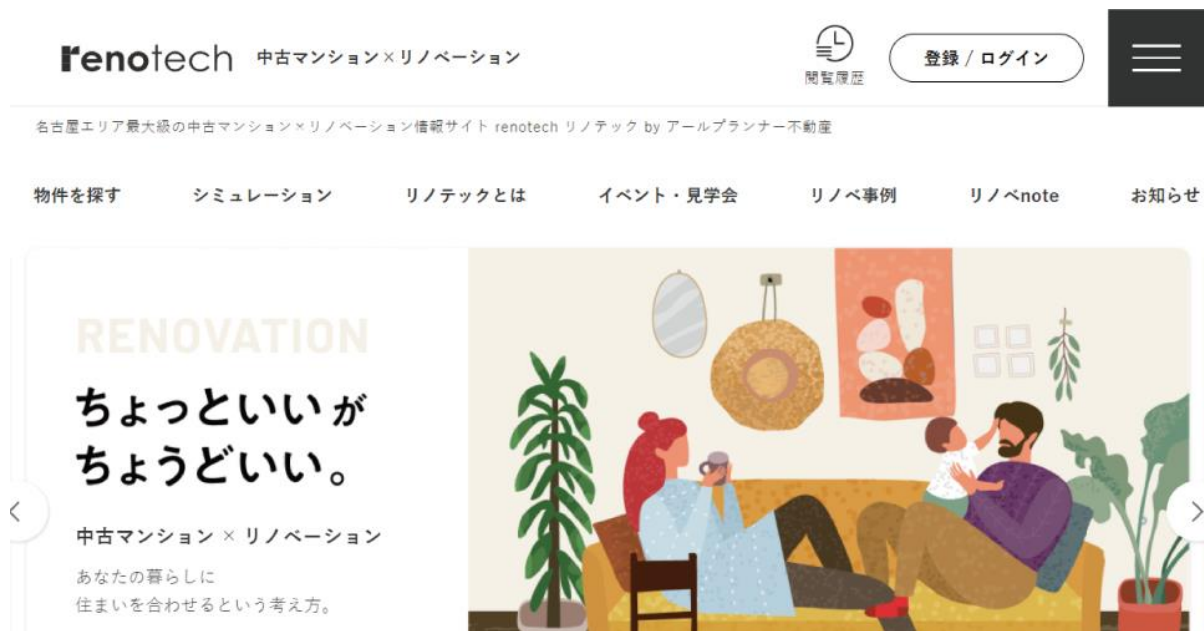 renotech 中古マンション×リノベーション
閲覧履歴
登録 / ログイン
名古屋エリア最大級の中古マンション×リノベーション情報サイト renotech リノテック by アールプランナー不動産
物件を探す シミュレーション リノテックとは イベント・見学会 リノベ事例 リノベnote お知らせ
RENOVATION
ちょっといいが
ちょうどいい。
中古マンション × リノベーション
あなたの暮らしに
住まいを合わせるという考え方。